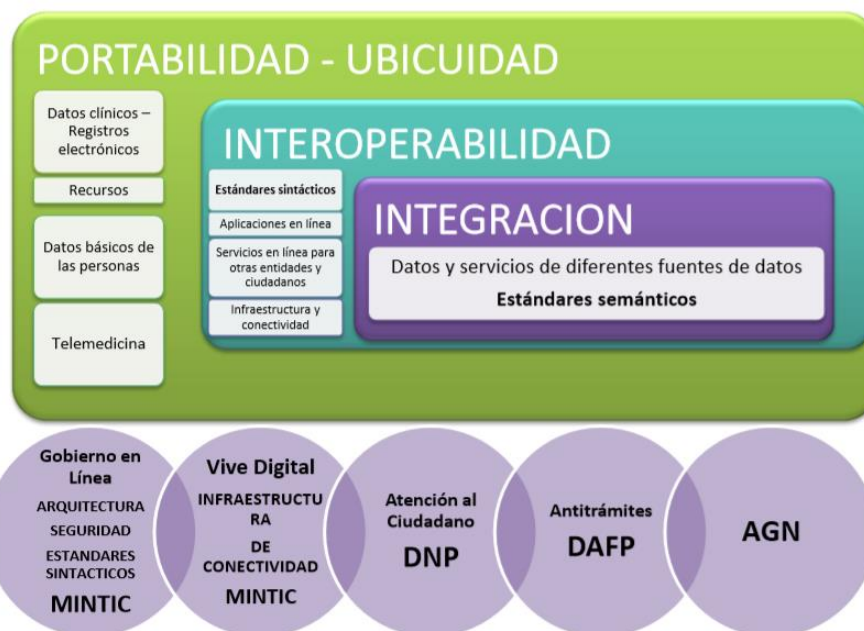 PORTABILIDAD - UBICUIDAD
Datos clínicos –
Registros
electrónicos
Recursos
Datos básicos de
las personas
Telemedicina
INTEROPERABILIDAD
Estándares sintácticos
Aplicaciones en línea
Servicios en línea para
otras entidades y
ciudadanos
Infraestructura y
conectividad
INTEGRACION
Datos y servicios de diferentes fuentes de datos
Estándares semánticos
Gobierno en
Línea
ARQUITECTURA
SEGURIDAD
ESTANDARES
SINTACTICOS
MINTIC
Vive Digital
INFRAESTRUCTU
RA
DE
CONECTIVIDAD
MINTIC
Atención al
Ciudadano
DNP
Antitrámites
DAFP
AGN